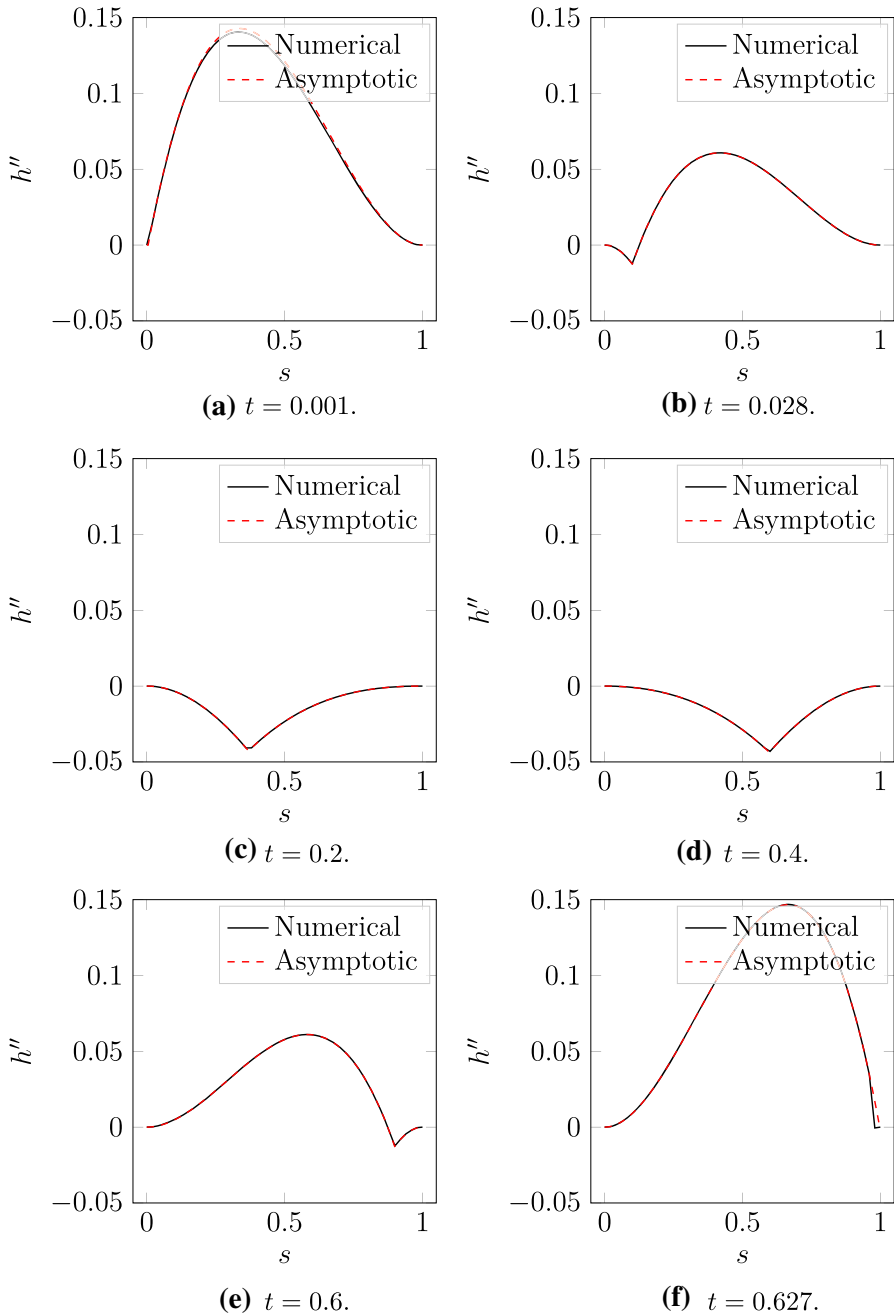 0.15
0.1
0.05
0
−0.05
h′′
Numerical
Asymptotic
0 0.5 1
s
(a) t = 0.001.
0.15
0.1
0.05
0
−0.05
h′′
Numerical
Asymptotic
0 0.5 1
s
(b) t = 0.028.
0.15
0.1
0.05
0
−0.05
h′′
Numerical
Asymptotic
0 0.5 1
s
(c) t = 0.2.
0.15
0.1
0.05
0
−0.05
h′′
Numerical
Asymptotic
0 0.5 1
s
(d) t = 0.4.
0.15
0.1
0.05
0
−0.05
h′′
Numerical
Asymptotic
0 0.5 1
s
(e) t = 0.6.
0.15
0.1
0.05
0
−0.05
h′′
Numerical
Asymptotic
0 0.5 1
s
(f) t = 0.627.